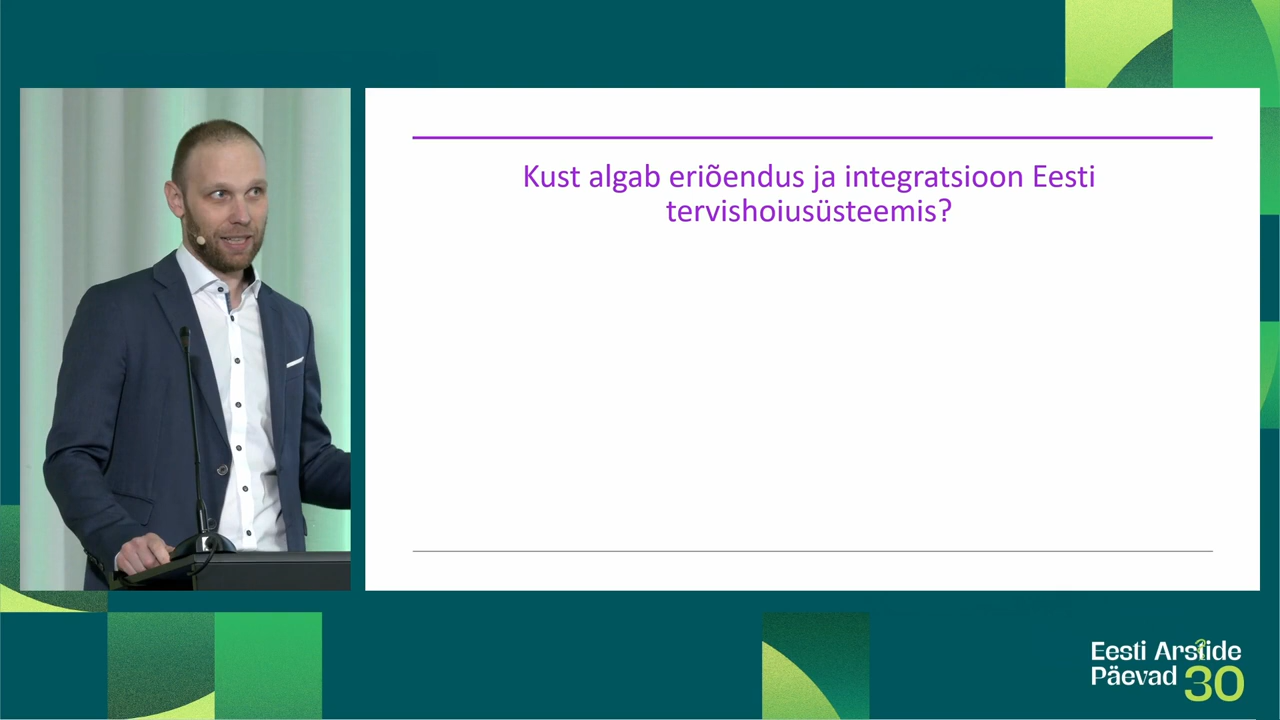 Kust algab eriõendus ja integratsioon Eesti
tervishoiusüsteemis?
Eesti Arstide
Päevad 30